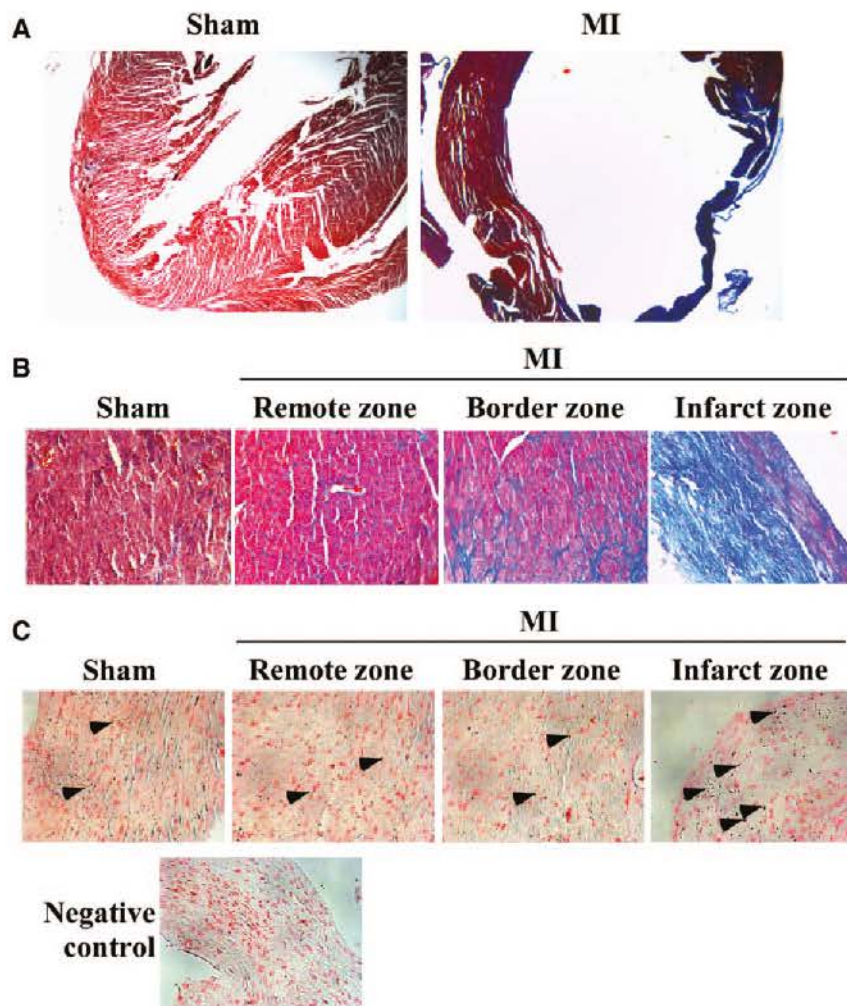 A
Sham
MI
B
MI
Sham
Remote zone
Border zone
Infarct zone
C
MI
Sham
Remote zone
Border zone
Infarct zone
Negative
control